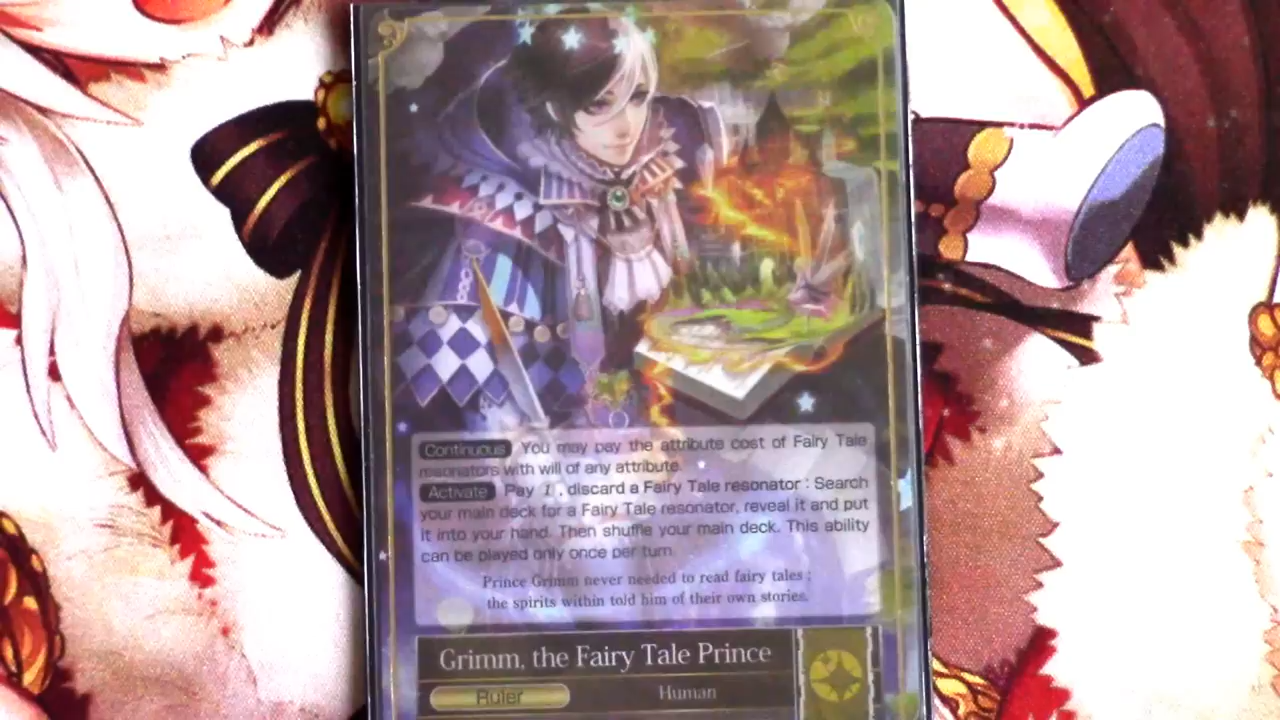 Continuous You may pay the attribute cost of Fairy Tale
resonators with will of any attribute.
Activate Pay 1, discard a Fairy Tale resonator : Search
your main deck for a Fairy Tale resonator, reveal it and put
it into your hand. Then shuffle your main deck. This ability
can be played only once per turn.
Prince Grimm never needed to read fairy tales ;
the spirits within told him of their own stories.
Grimm, the Fairy Tale Prince
Ruler Human